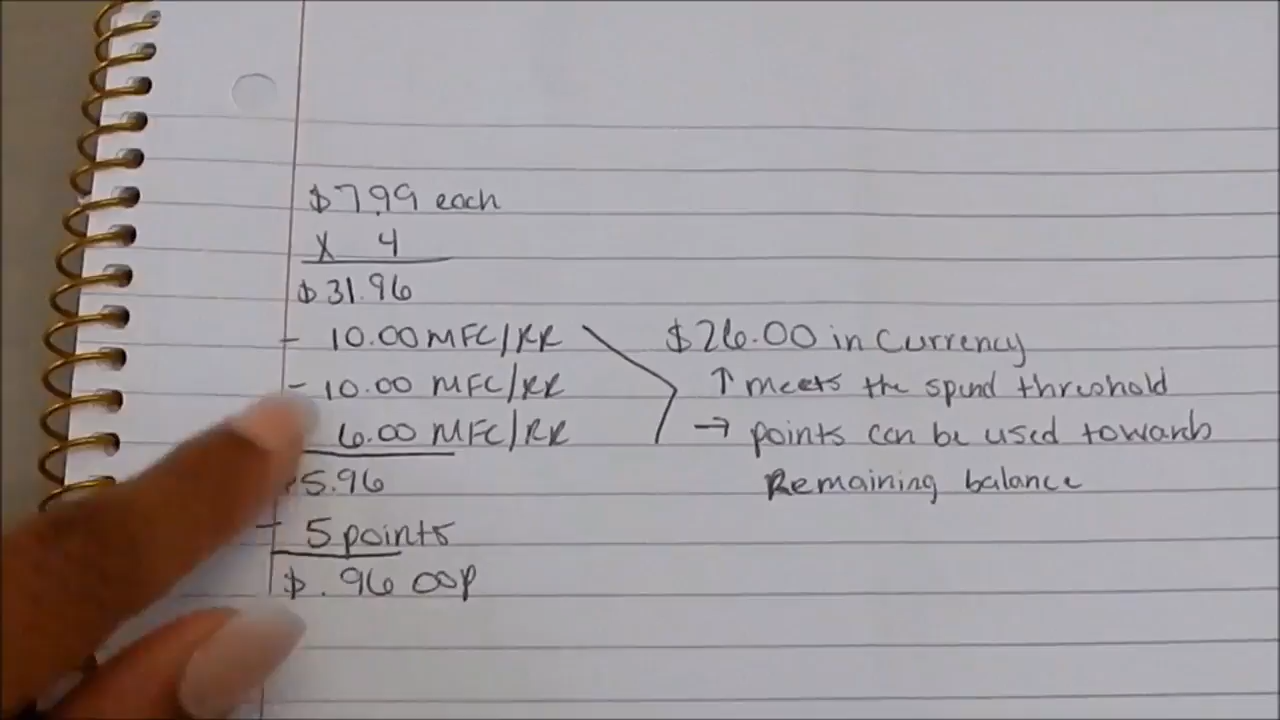 $7.99 each
x 4
$31.96
- 10.00 MFC/RR
- 10.00 MFC/RR
6.00 MFC/RR
5.96
- 5 points
$.96 OOP
$26.00 in Currency
↑ meets the spend threshold
→ points can be used towards
Remaining balance